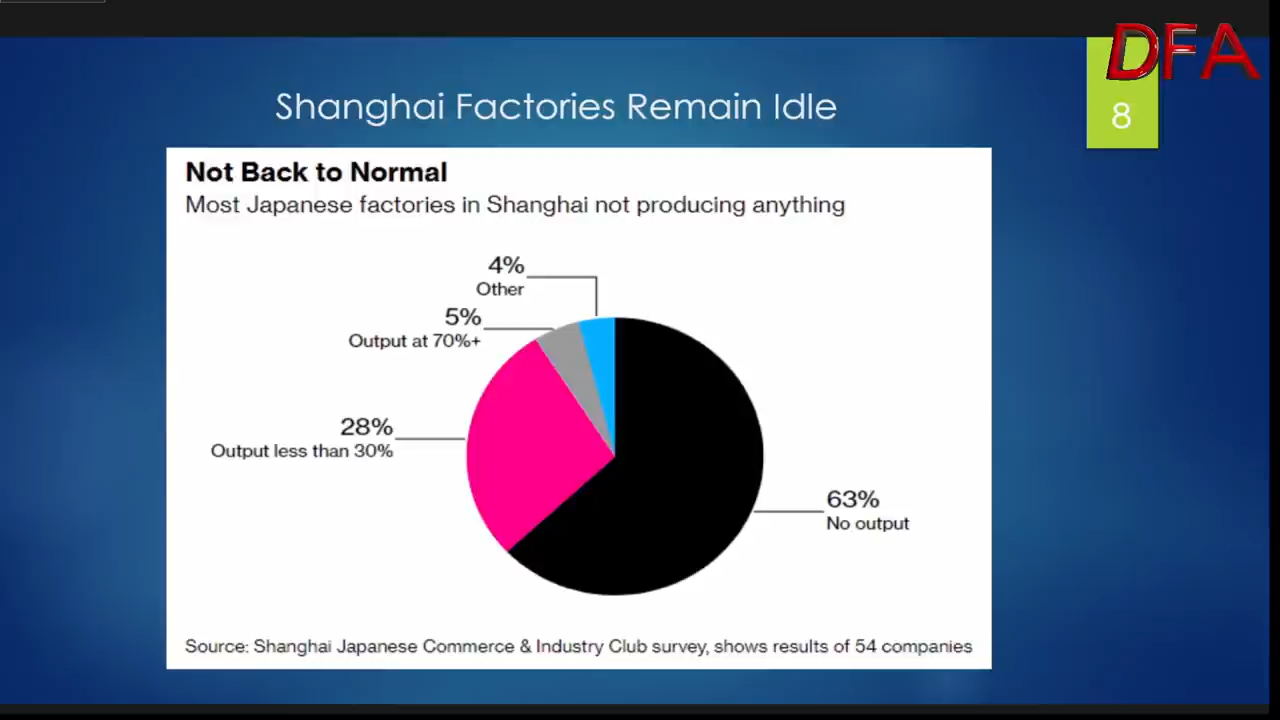 DFA
8
Shanghai Factories Remain Idle
Not Back to Normal
Most Japanese factories in Shanghai not producing anything
4%
Other
5%
Output at 70%+
28%
Output less than 30%
63%
No output
Source: Shanghai Japanese Commerce & Industry Club survey, shows results of 54 companies